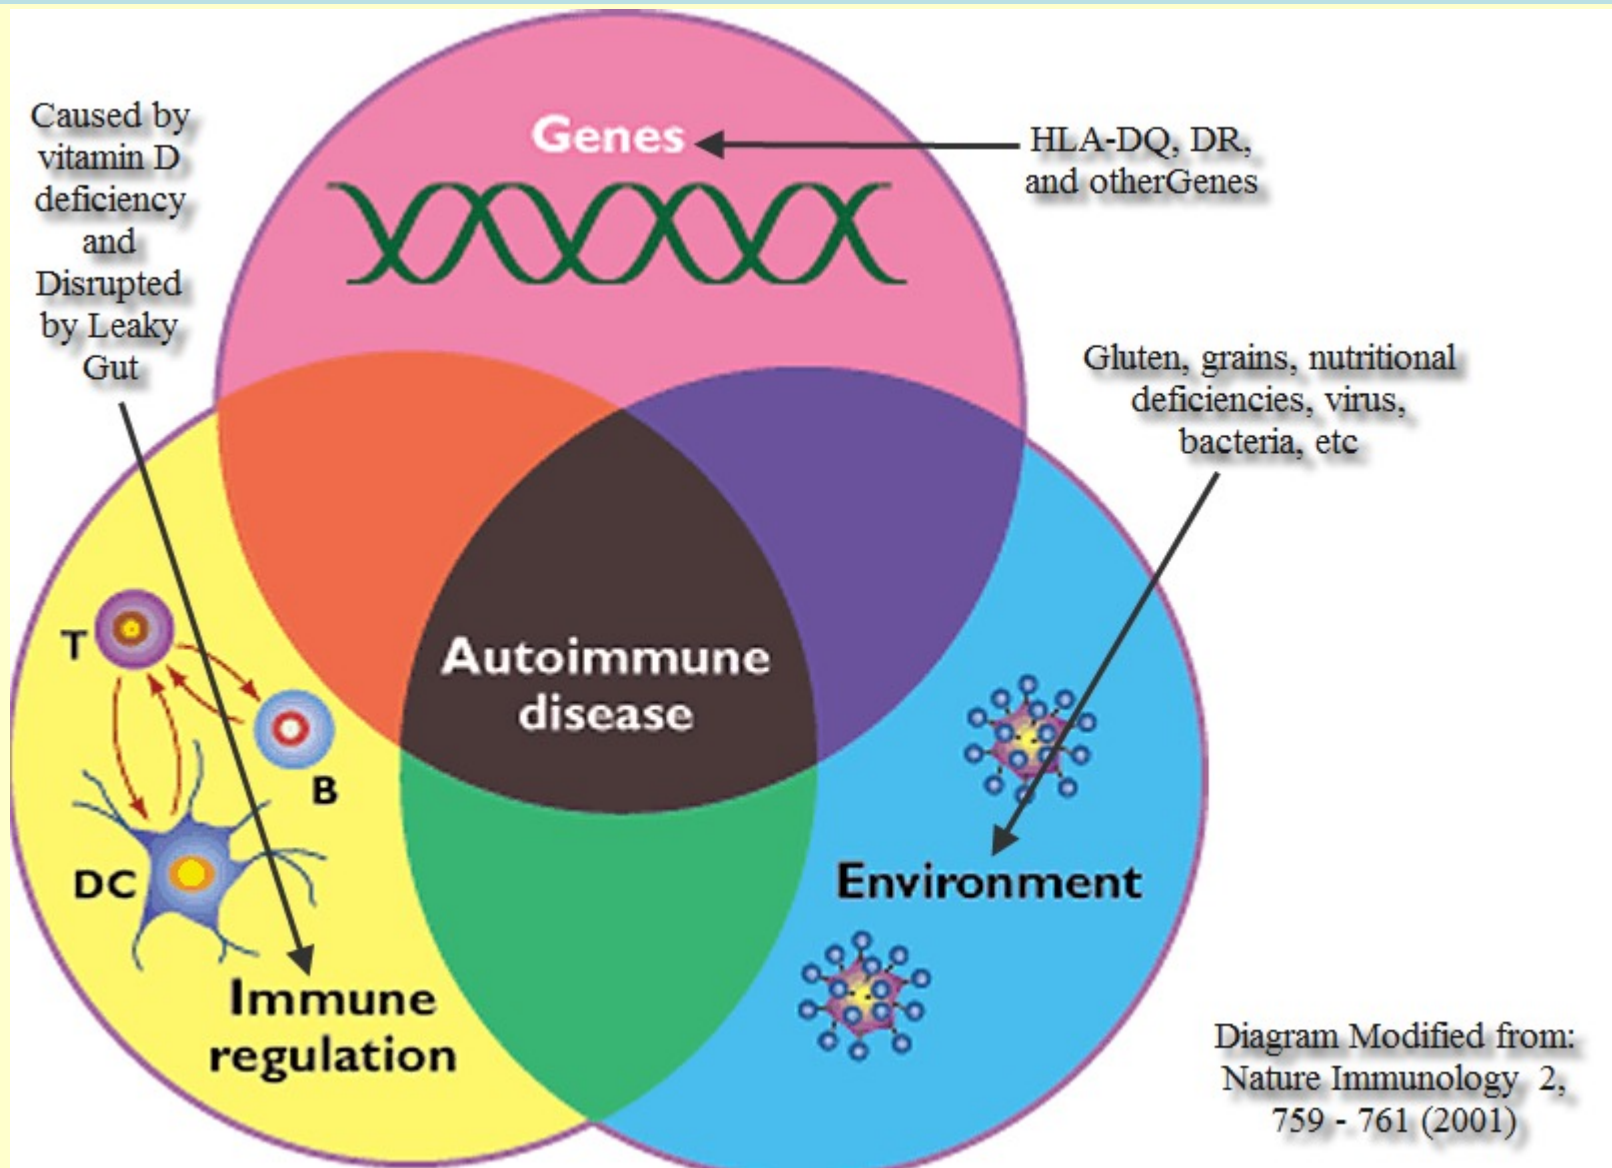 Genes
HLA-DQ, DR,
and otherGenes
Caused by
vitamin D
deficiency
and
Disrupted
by Leaky
Gut
Gluten, grains, nutritional
deficiencies, virus,
bacteria, etc
T
B
DC
Autoimmune
disease
Environment
Immune
regulation
Diagram Modified from:
Nature Immunology 2,
759 - 761 (2001)